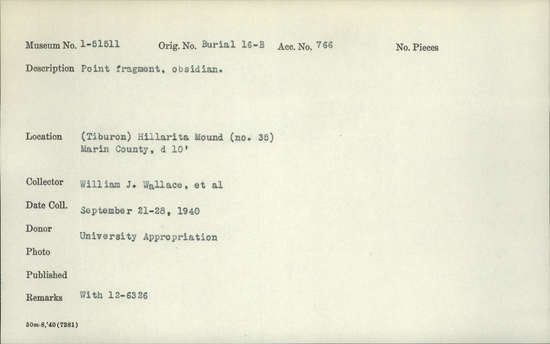 Museum No. 1-51511 Orig. No. Burial 16-B Acc. No. 766 No. Pieces
Description Point fragment, obsidian.
Location (Tiburon) Hillarita Mound (no. 35)
Marin County, d 10'
Collector William J. Wallace, et al
Date Coll. September 21-28, 1940
Donor University Appropriation
Photo
Published
Remarks With 12-6326
50m-8,'40(7281)